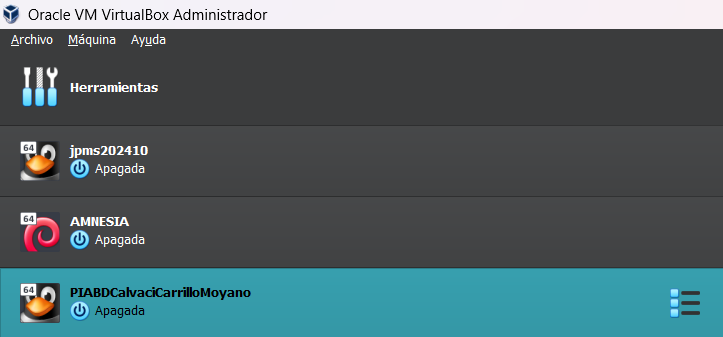 Oracle VM VirtualBox Administrador
Archivo Máquina Ayuda
Herramientas
64 jpms202410
Apagada
64 AMNESIA
Apagada
64 PIABDCalvaciCarrilloMoyano
Apagada